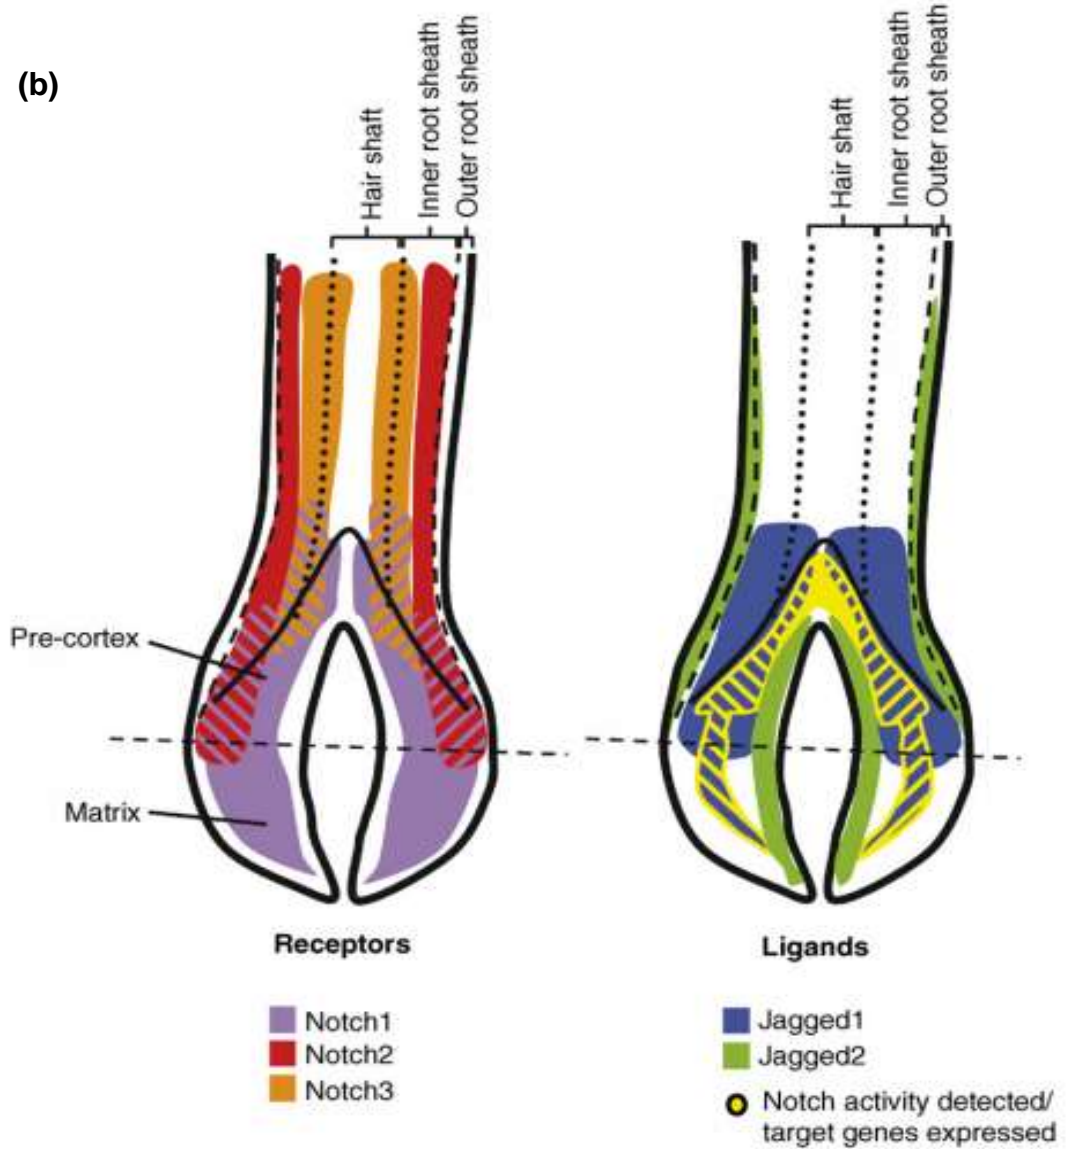 (b)
Hair shaft
Inner root sheath
Outer root sheath
Hair shaft
Inner root sheath
Outer root sheath
Pre-cortex
Matrix
Receptors
Notch1
Notch2
Notch3
Ligands
Jagged1
Jagged2
Notch activity detected/
target genes expressed